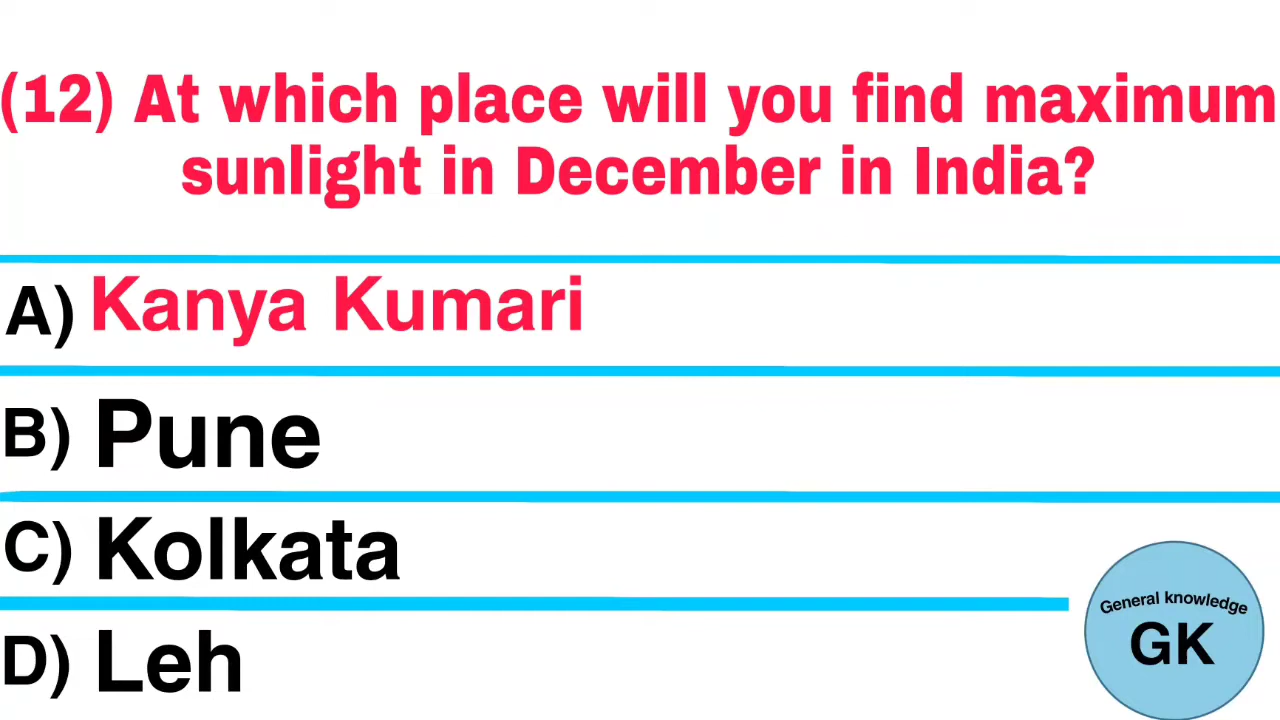 (12) At which place will you find maximum
sunlight in December in India?
A) Kanya Kumari
B) Pune
C) Kolkata
D) Leh
General knowledge
GK